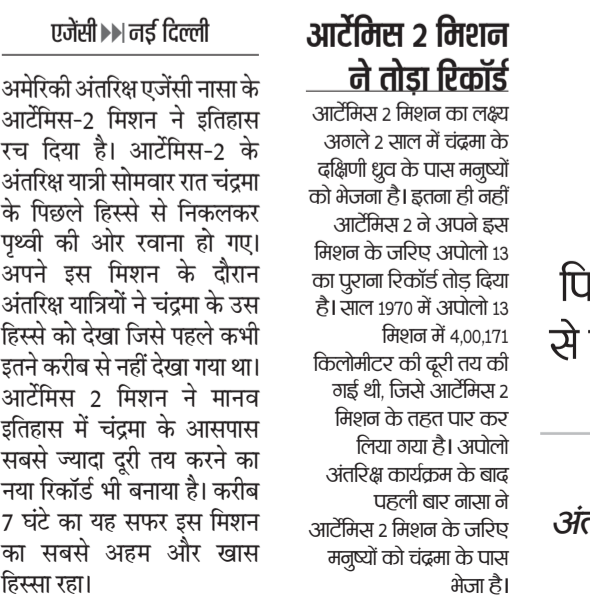 एजेंसी ▶▶| नई दिल्ली
अमेरिकी अंतरिक्ष एजेंसी नासा के
आर्टेमिस-2 मिशन ने इतिहास
रच दिया है। आर्टेमिस-2 के
अंतरिक्ष यात्री सोमवार रात चंद्रमा
के पिछले हिस्से से निकलकर
पृथ्वी की ओर रवाना हो गए।
अपने इस मिशन के दौरान
अंतरिक्ष यात्रियों ने चंद्रमा के उस
हिस्से को देखा जिसे पहले कभी
इतने करीब से नहीं देखा गया था।
आर्टेमिस 2 मिशन ने मानव
इतिहास में चंद्रमा के आसपास
सबसे ज्यादा दूरी तय करने का
नया रिकॉर्ड भी बनाया है। करीब
7 घंटे का यह सफर इस मिशन
का सबसे अहम और खास
हिस्सा रहा।
आर्टेमिस 2 मिशन
ने तोड़ा रिकॉर्ड
आर्टेमिस 2 मिशन का लक्ष्य
अगले 2 साल में चंद्रमा के
दक्षिणी ध्रुव के पास मनुष्यों
को भेजना है। इतना ही नहीं
आर्टेमिस 2 ने अपने इस
मिशन के जरिए अपोलो 13
का पुराना रिकॉर्ड तोड़ दिया
है। साल 1970 में अपोलो 13
मिशन में 4,00,171
किलोमीटर की दूरी तय की
गई थी, जिसे आर्टेमिस 2
मिशन के तहत पार कर
लिया गया है। अपोलो
अंतरिक्ष कार्यक्रम के बाद
पहली बार नासा ने
आर्टेमिस 2 मिशन के जरिए
मनुष्यों को चंद्रमा के पास
भेजा है।
से